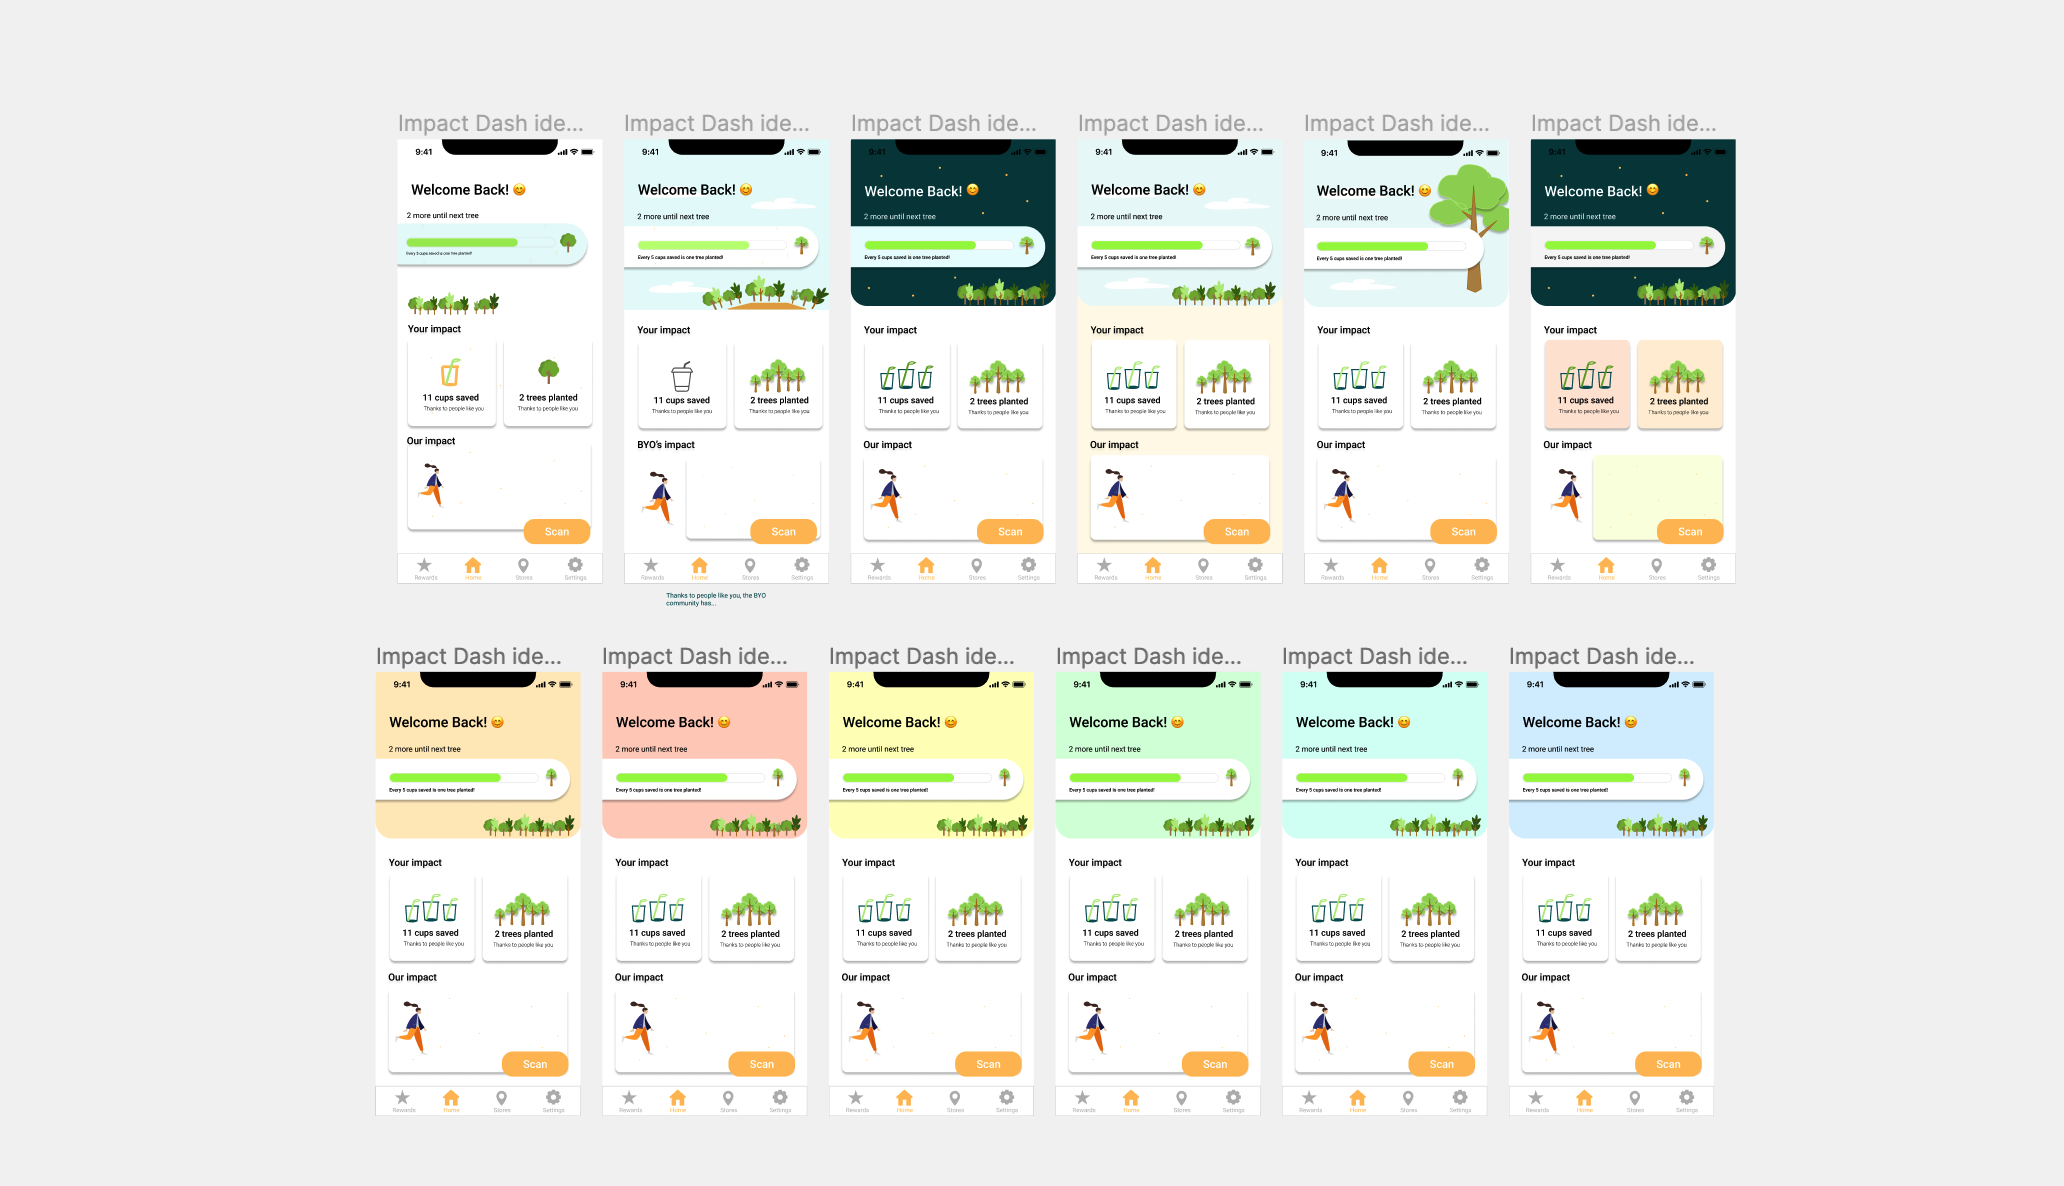 Impact Dash ide...
9:41
Welcome Back! 😊
2 more until next tree
Every 5 cups saved is one tree planted!
Your impact
11 cups saved
Thanks to people like you
2 trees planted
Thanks to people like you
Our impact
Scan
Rewards
Home
Stores
Settings
Impact Dash ide...
9:41
Welcome Back! 😊
2 more until next tree
Every 5 cups saved is one tree planted!
Your impact
11 cups saved
Thanks to people like you
2 trees planted
Thanks to people like you
BYO's impact
Scan
Rewards
Home
Stores
Settings
Thanks to people like you, the BYO
community has...
Impact Dash ide...
9:41
Welcome Back! 😊
2 more until next tree
Every 5 cups saved is one tree planted!
Your impact
11 cups saved
Thanks to people like you
2 trees planted
Thanks to people like you
Our impact
Scan
Rewards
Home
Stores
Settings
Impact Dash ide...
9:41
Welcome Back! 😊
2 more until next tree
Every 5 cups saved is one tree planted!
Your impact
11 cups saved
Thanks to people like you
2 trees planted
Thanks to people like you
Our impact
Scan
Rewards
Home
Stores
Settings
Impact Dash ide...
9:41
Welcome Back! 😊
2 more until next tree
Every 5 cups saved is one tree planted!
Your impact
11 cups saved
Thanks to people like you
2 trees planted
Thanks to people like you
Our impact
Scan
Rewards
Home
Stores
Settings
Impact Dash ide...
9:41
Welcome Back! 😊
2 more until next tree
Every 5 cups saved is one tree planted!
Your impact
11 cups saved
Thanks to people like you
2 trees planted
Thanks to people like you
Our impact
Scan
Rewards
Home
Stores
Settings
Impact Dash ide...
9:41
Welcome Back! 😊
2 more until next tree
Every 5 cups saved is one tree planted!
Your impact
11 cups saved
Thanks to people like you
2 trees planted
Thanks to people like you
Our impact
Scan
Rewards
Home
Stores
Settings
Impact Dash ide...
9:41
Welcome Back! 😊
2 more until next tree
Every 5 cups saved is one tree planted!
Your impact
11 cups saved
Thanks to people like you
2 trees planted
Thanks to people like you
Our impact
Scan
Rewards
Home
Stores
Settings
Impact Dash ide...
9:41
Welcome Back! 😊
2 more until next tree
Every 5 cups saved is one tree planted!
Your impact
11 cups saved
Thanks to people like you
2 trees planted
Thanks to people like you
Our impact
Scan
Rewards
Home
Stores
Settings
Impact Dash ide...
9:41
Welcome Back! 😊
2 more until next tree
Every 5 cups saved is one tree planted!
Your impact
11 cups saved
Thanks to people like you
2 trees planted
Thanks to people like you
Our impact
Scan
Rewards
Home
Stores
Settings
Impact Dash ide...
9:41
Welcome Back! 😊
2 more until next tree
Every 5 cups saved is one tree planted!
Your impact
11 cups saved
Thanks to people like you
2 trees planted
Thanks to people like you
Our impact
Scan
Rewards
Home
Stores
Settings
Impact Dash ide...
9:41
Welcome Back! 😊
2 more until next tree
Every 5 cups saved is one tree planted!
Your impact
11 cups saved
Thanks to people like you
2 trees planted
Thanks to people like you
Our impact
Scan
Rewards
Home
Stores
Settings